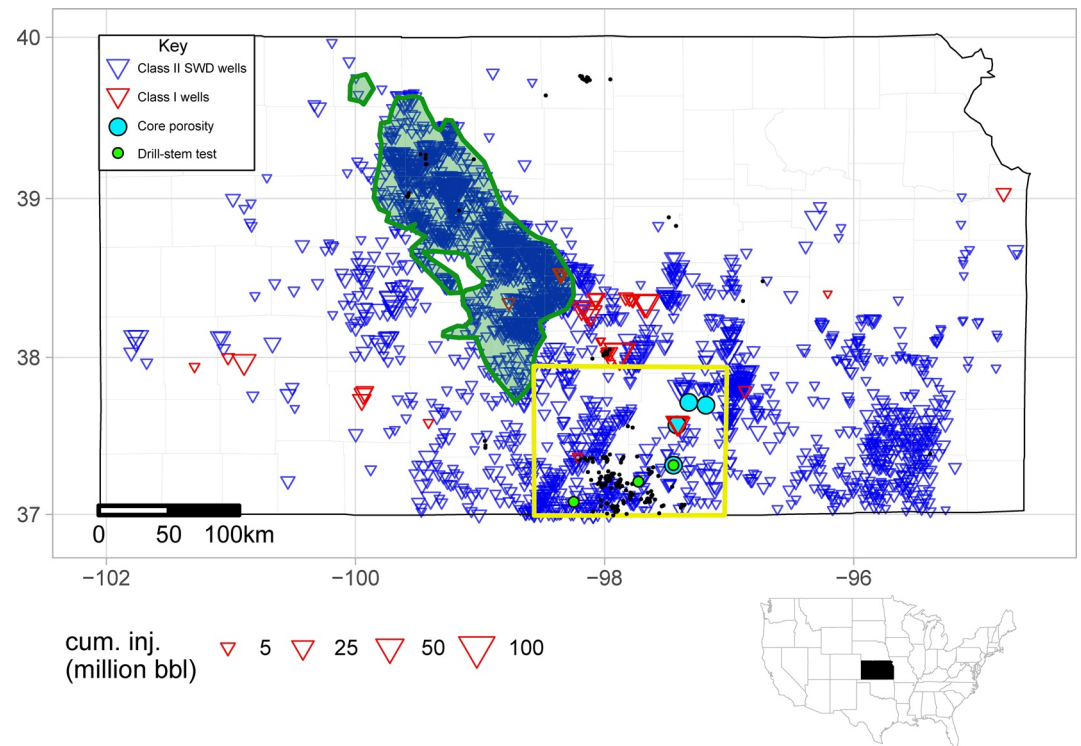 40
39
38
37
Key
Class II SWD wells
Class I wells
Core porosity
Drill-stem test
0 50 100km
−102 −100 −98 −96
cum. inj.
(million bbl)
5 25 50 100